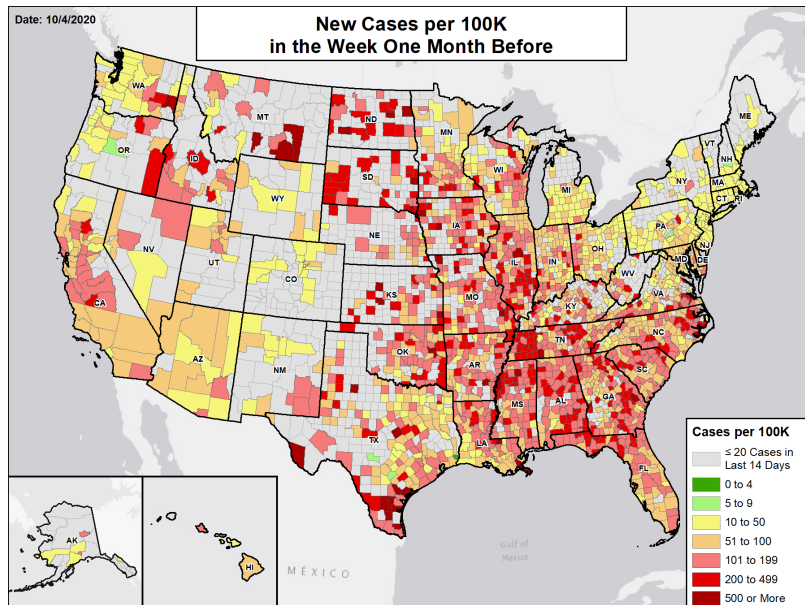 Date: 10/4/2020
New Cases per 100K
in the Week One Month Before
WA
MT
ND
MN
ME
OR
ID
SD
WI
VT
NH
NY
MA
CT
RI
MI
WY
IA
PA
NJ
NE
OH
MD
DE
NV
UT
IL
IN
WV
CO
VA
CA
KS
MO
KY
NC
TN
OK
AZ
NM
AR
SC
MS
AL
GA
TX
LA
FL
AK
HI
MÉXICO
Gulf of
Mexico
Cases per 100K
≤ 20 Cases in
Last 14 Days
0 to 4
5 to 9
10 to 50
51 to 100
101 to 199
200 to 499
500 or More